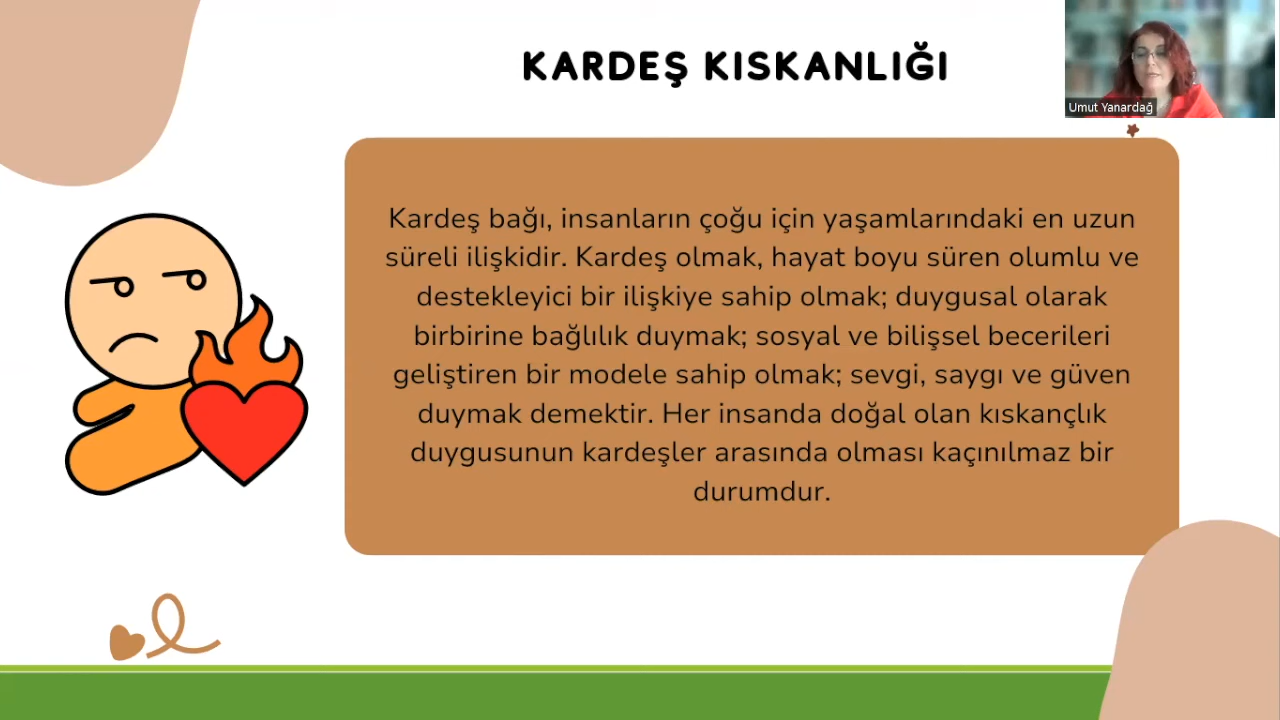 KARDEŞ KISKANLIĞI
Umut Yanardağ
Kardeş bağı, insanların çoğu için yaşamlarındaki en uzun
süreli ilişkidir. Kardeş olmak, hayat boyu süren olumlu ve
destekleyici bir ilişkiye sahip olmak; duygusal olarak
birbirine bağlılık duymak; sosyal ve bilişsel becerileri
geliştiren bir modele sahip olmak; sevgi, saygı ve güven
duymak demektir. Her insanda doğal olan kıskançlık
duygusunun kardeşler arasında olması kaçınılmaz bir
durumdur.